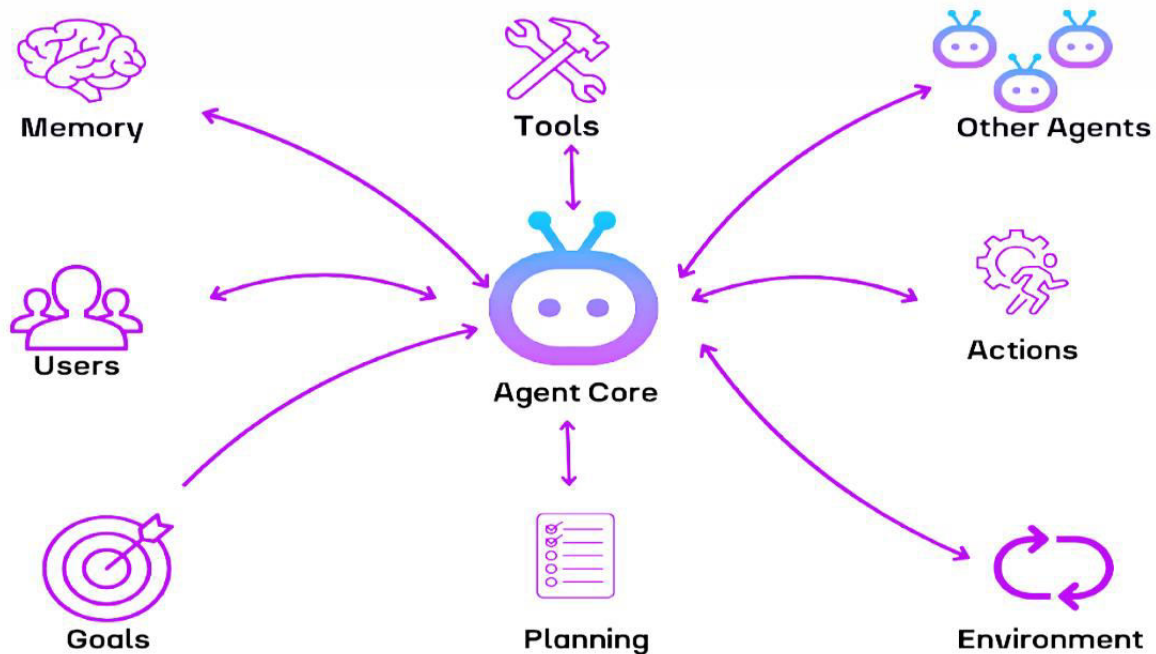 Memory
Tools
Other Agents
Users
Agent Core
Actions
Goals
Planning
Environment